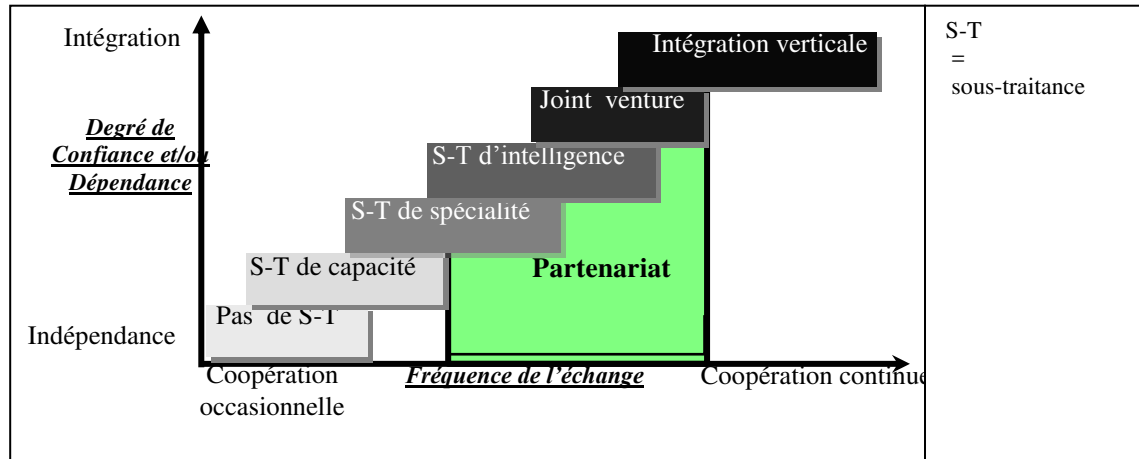 Intégration
Intégration verticale
S-T
=
sous-traitance
Joint venture
Degré de
Confiance et/ou
Dépendance
S-T d'intelligence
S-T de spécialité
S-T de capacité
Partenariat
Pas de S-T
Indépendance
Coopération
occasionnelle
Fréquence de l'échange
Coopération continue